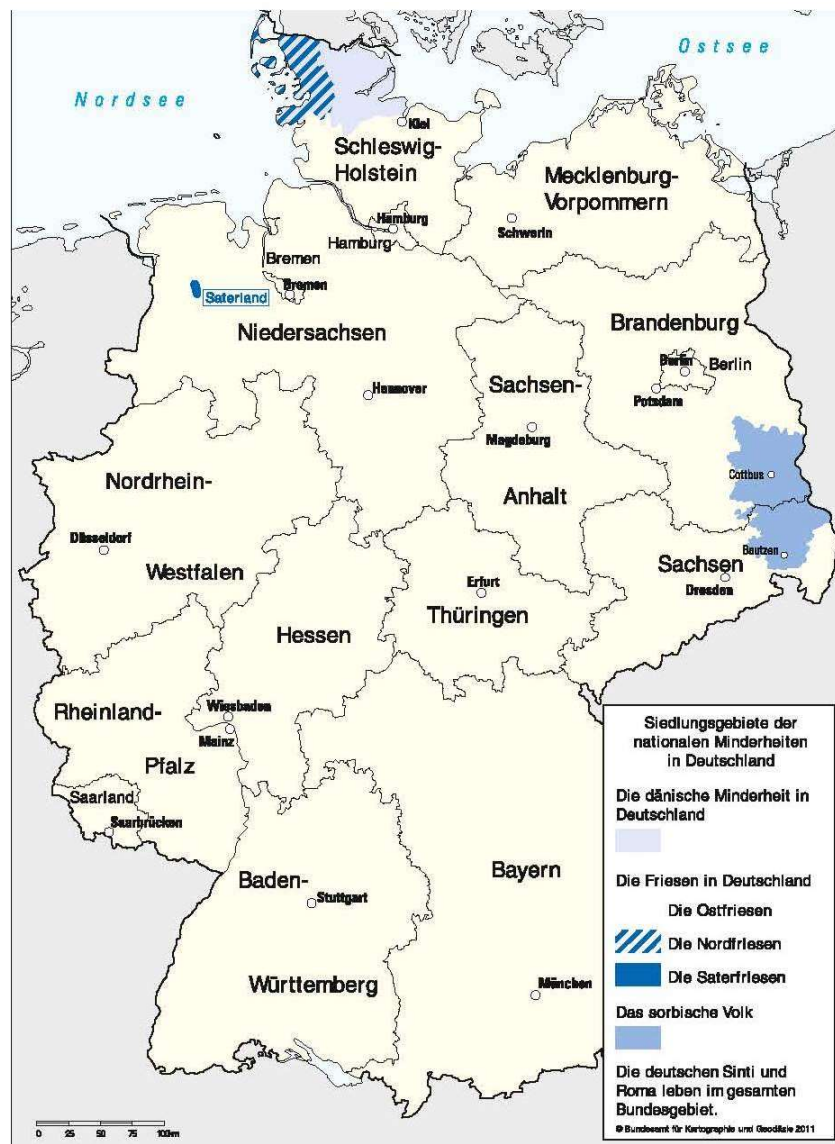 Nordsee
Ostsee
Kiel
Schleswig-
Holstein
Mecklenburg-
Vorpommern
Hamburg
Schwerin
Hamburg
Bremen
Bremen
Saterland
Niedersachsen
Brandenburg
Berlin
Berlin
Potsdam
Hannover
Sachsen-
Magdeburg
Anhalt
Cottbus
Nordrhein-
Düsseldorf
Westfalen
Bautzen
Sachsen
Dresden
Erfurt
Thüringen
Hessen
Wiesbaden
Mainz
Rheinland-
Pfalz
Saarland
Saarbrücken
Baden-
Stuttgart
Württemberg
Bayern
München
Siedlungsgebiete der
nationalen Minderheiten
in Deutschland
Die dänische Minderheit in
Deutschland
Die Friesen in Deutschland
Die Ostfriesen
Die Nordfriesen
Die Saterfriesen
Das sorbische Volk
Die deutschen Sinti und
Roma leben im gesamten
Bundesgebiet.
© Bundesamt für Kartographie und Geodäsie 2011
0 25 50 75 100km